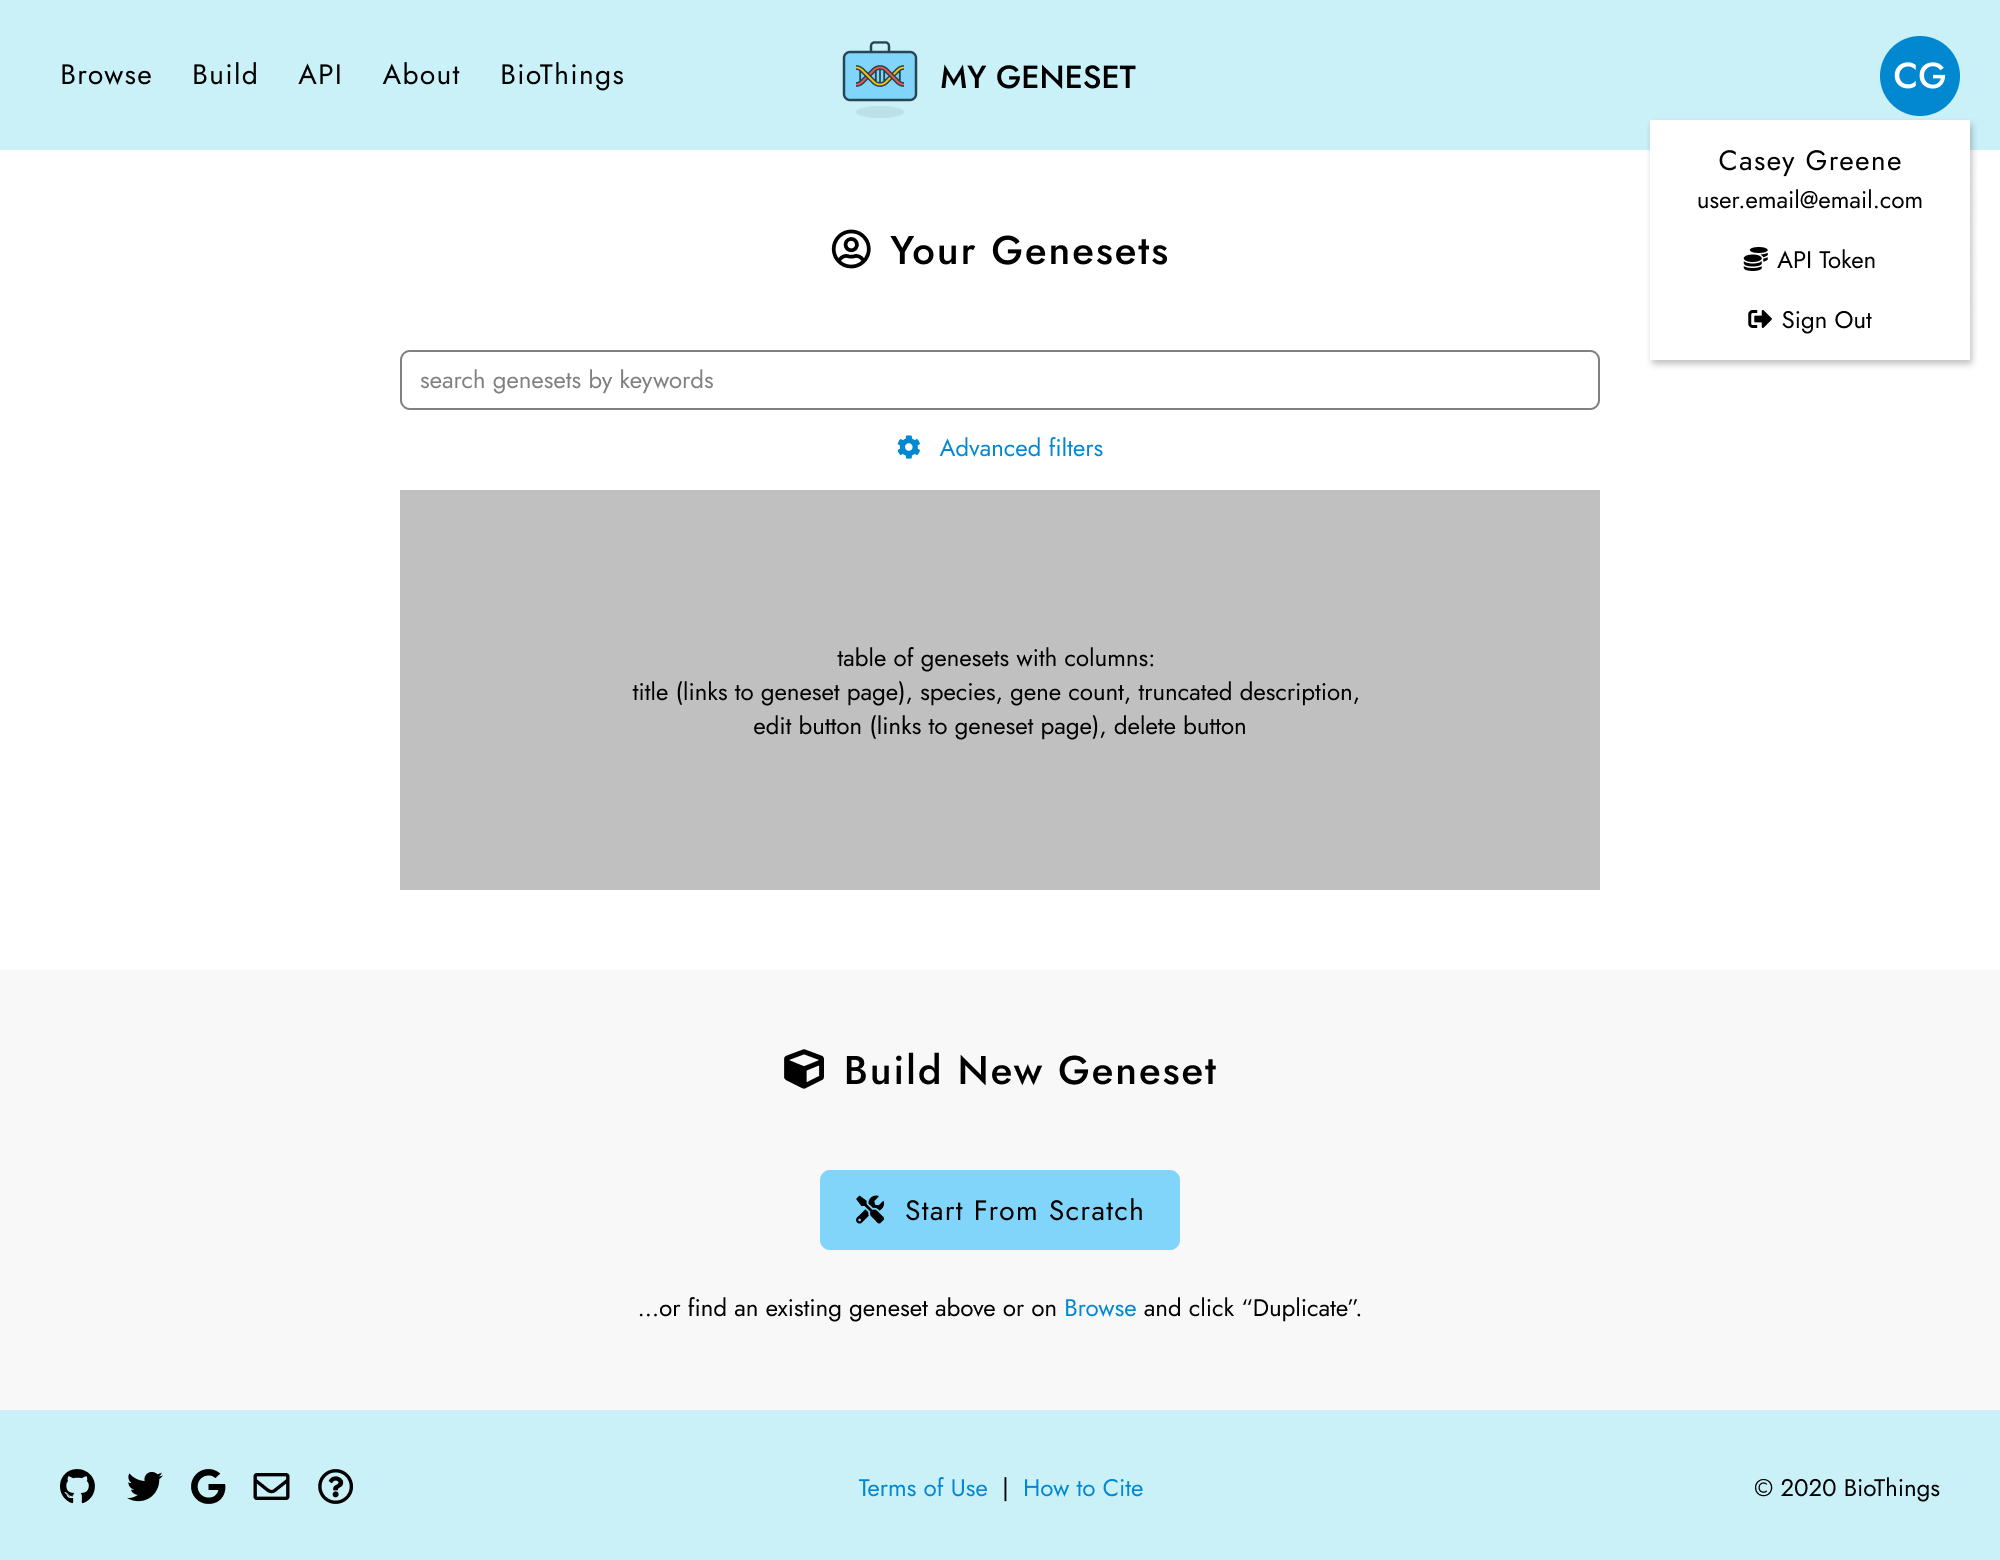 Browse Build API About BioThings
MY GENESET
CG
Casey Greene
user.email@email.com
API Token
Sign Out
Your Genesets
search genesets by keywords
Advanced filters
table of genesets with columns:
title (links to geneset page), species, gene count, truncated description,
edit button (links to geneset page), delete button
Build New Geneset
Start From Scratch
...or find an existing geneset above or on Browse and click “Duplicate”.
Terms of Use | How to Cite
© 2020 BioThings